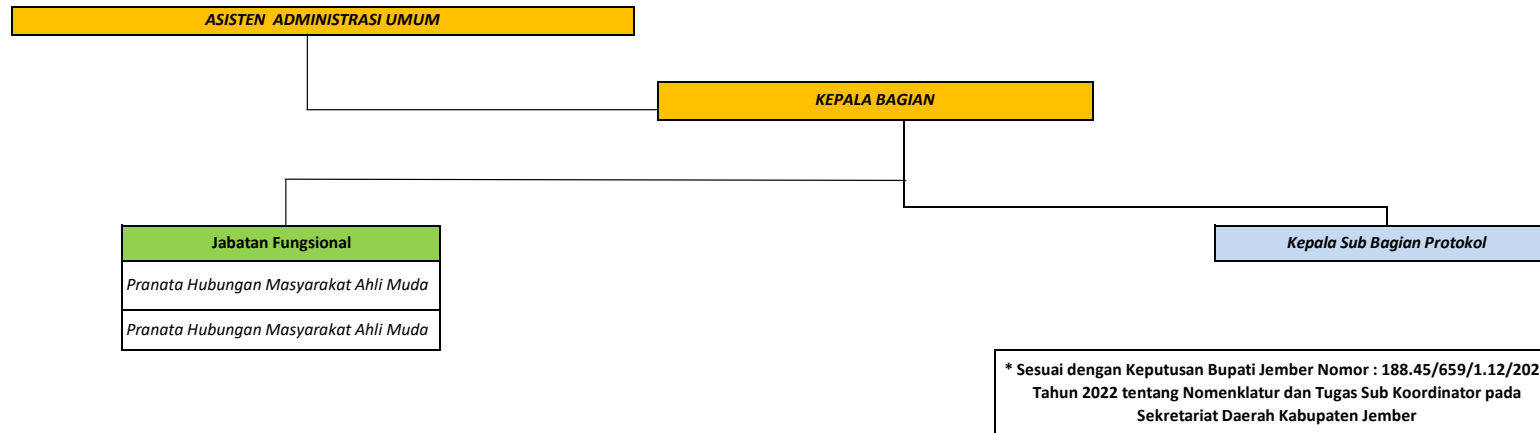 ASISTEN ADMINISTRASI UMUM
KEPALA BAGIAN
Jabatan Fungsional
Pranata Hubungan Masyarakat Ahli Muda
Pranata Hubungan Masyarakat Ahli Muda
Kepala Sub Bagian Protokol
* Sesuai dengan Keputusan Bupati Jember Nomor : 188.45/659/1.12/202
Tahun 2022 tentang Nomenklatur dan Tugas Sub Koordinator pada
Sekretariat Daerah Kabupaten Jember